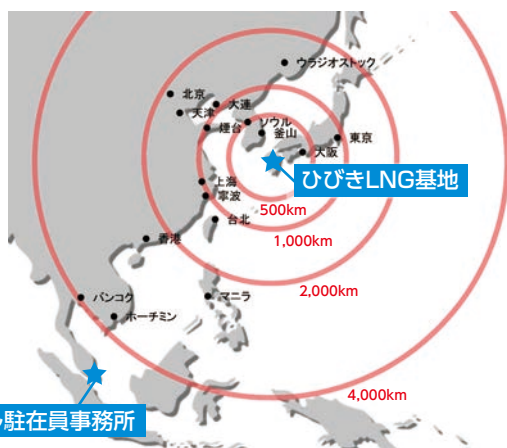 ウラジオストック
北京
大連
天津
ソウル
煙台
釜山
東京
大阪
ひびきLNG基地
上海
寧波
500km
台北
1,000km
香港
2,000km
バンコク
マニラ
ホーチミン
4,000km
駐在員事務所